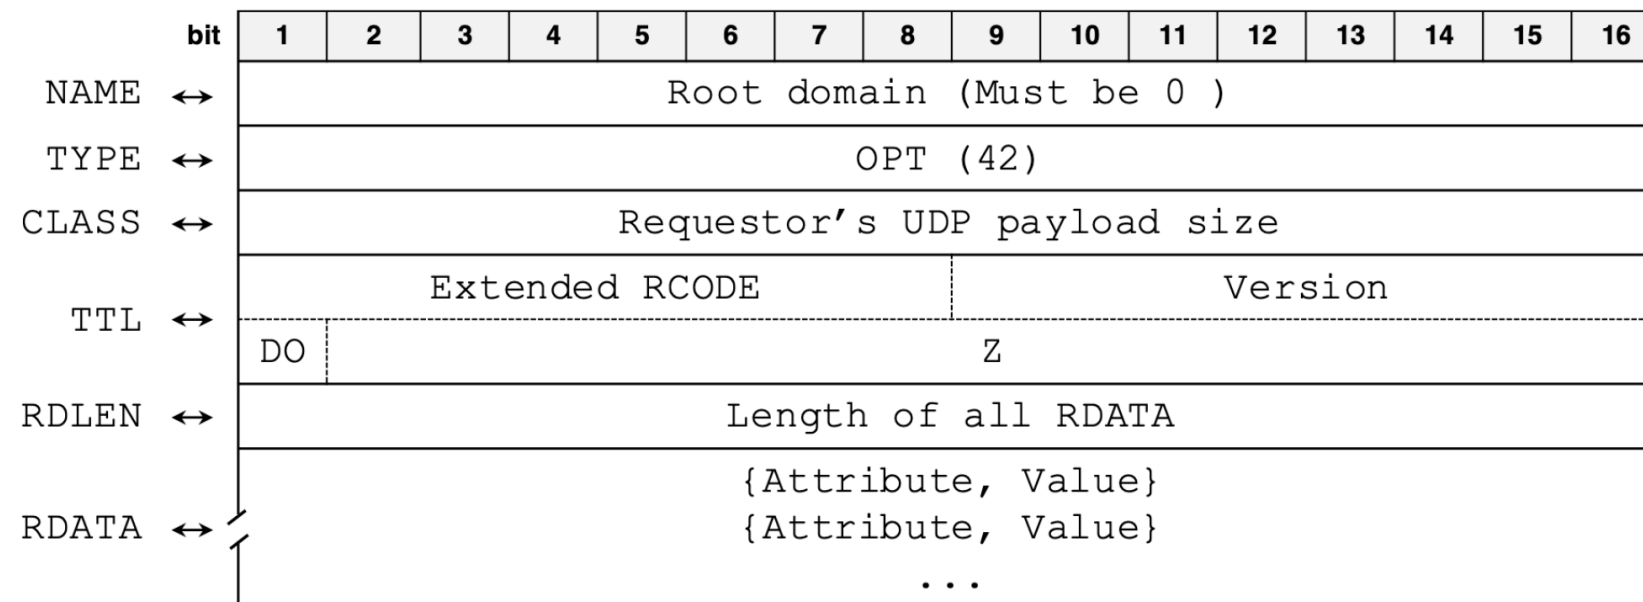 bit 1 2 3 4 5 6 7 8 9 10 11 12 13 14 15 16
NAME ↔ Root domain (Must be 0 )
TYPE ↔ OPT (42)
CLASS ↔ Requestor’s UDP payload size
Extended RCODE Version
TTL ↔
DO Z
RDLEN ↔ Length of all RDATA
{Attribute, Value}
RDATA ↔ {Attribute, Value}
...